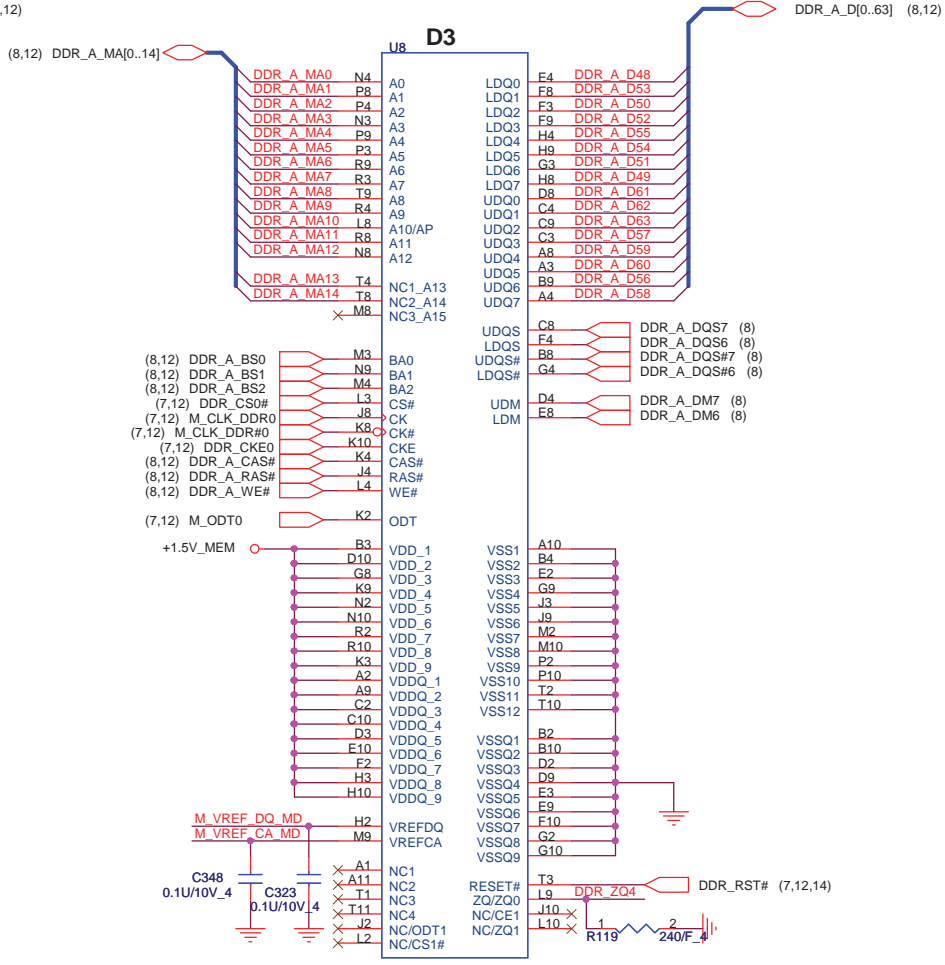 ,12)
DDR_A_D[0..63] (8,12)
D3
U8
(8,12) DDR_A_MA[0..14]
DDR_A_MA0 N4 A0 LDQ0 E4 DDR_A_D48
DDR_A_MA1 P8 A1 LDQ1 F8 DDR_A_D53
DDR_A_MA2 P4 A2 LDQ2 F3 DDR_A_D50
DDR_A_MA3 N3 A3 LDQ3 F9 DDR_A_D52
DDR_A_MA4 P9 A4 LDQ4 H4 DDR_A_D55
DDR_A_MA5 P3 A5 LDQ5 H9 DDR_A_D54
DDR_A_MA6 R9 A6 LDQ6 G3 DDR_A_D51
DDR_A_MA7 R3 A7 LDQ7 H8 DDR_A_D49
DDR_A_MA8 T9 A8 UDQ0 D8 DDR_A_D61
DDR_A_MA9 R4 A9 UDQ1 C4 DDR_A_D62
DDR_A_MA10 L8 A10/AP UDQ2 C9 DDR_A_D63
DDR_A_MA11 R8 A11 UDQ3 C3 DDR_A_D57
DDR_A_MA12 N8 A12 UDQ4 A8 DDR_A_D59
UDQ5 A3 DDR_A_D60
DDR_A_MA13 T4 NC1_A13 UDQ6 B9 DDR_A_D56
DDR_A_MA14 T8 NC2_A14 UDQ7 A4 DDR_A_D58
M8 NC3_A15
UDQS C8 DDR_A_DQS7 (8)
LDQS F4 DDR_A_DQS6 (8)
(8,12) DDR_A_BS0 M3 BA0 UDQS# B8 DDR_A_DQS#7 (8)
(8,12) DDR_A_BS1 N9 BA1 LDQS# G4 DDR_A_DQS#6 (8)
(8,12) DDR_A_BS2 M4 BA2
(7,12) DDR_CS0# L3 CS# UDM D4 DDR_A_DM7 (8)
(7,12) M_CLK_DDR0 J8 CK LDM E8 DDR_A_DM6 (8)
(7,12) M_CLK_DDR#0 K8 CK#
(7,12) DDR_CKE0 K10 CKE
(8,12) DDR_A_CAS# K4 CAS#
(8,12) DDR_A_RAS# J4 RAS#
(8,12) DDR_A_WE# L4 WE#
(7,12) M_ODT0 K2 ODT
+1.5V_MEM B3 VDD_1 VSS1 A10
D10 VDD_2 VSS2 B4
G8 VDD_3 VSS3 E2
K9 VDD_4 VSS4 G9
N2 VDD_5 VSS5 J3
N10 VDD_6 VSS6 J9
R2 VDD_7 VSS7 M2
R10 VDD_8 VSS8 M10
K3 VDD_9 VSS9 P2
A2 VDDQ_1 VSS10 P10
A9 VDDQ_2 VSS11 T2
C2 VDDQ_3 VSS12 T10
C10 VDDQ_4
D3 VDDQ_5 VSSQ1 B2
E10 VDDQ_6 VSSQ2 B10
F2 VDDQ_7 VSSQ3 D2
H3 VDDQ_8 VSSQ4 D9
H10 VDDQ_9 VSSQ5 E3
VSSQ6 E9
M_VREF_DQ_MD H2 VREFDQ VSSQ7 F10
M_VREF_CA_MD M9 VREFCA VSSQ8 G2
VSSQ9 G10
A1 NC1
C348 C323 A11 NC2 RESET# T3 DDR_RST# (7,12,14)
0.1U/10V_4 0.1U/10V_4 T1 NC3 ZQ/ZQ0 L9 DDR_ZQ4
T11 NC4 NC/CE1 J10
J2 NC/ODT1 NC/ZQ1 L10
L2 NC/CS1#
R119 1 2 240/F_4